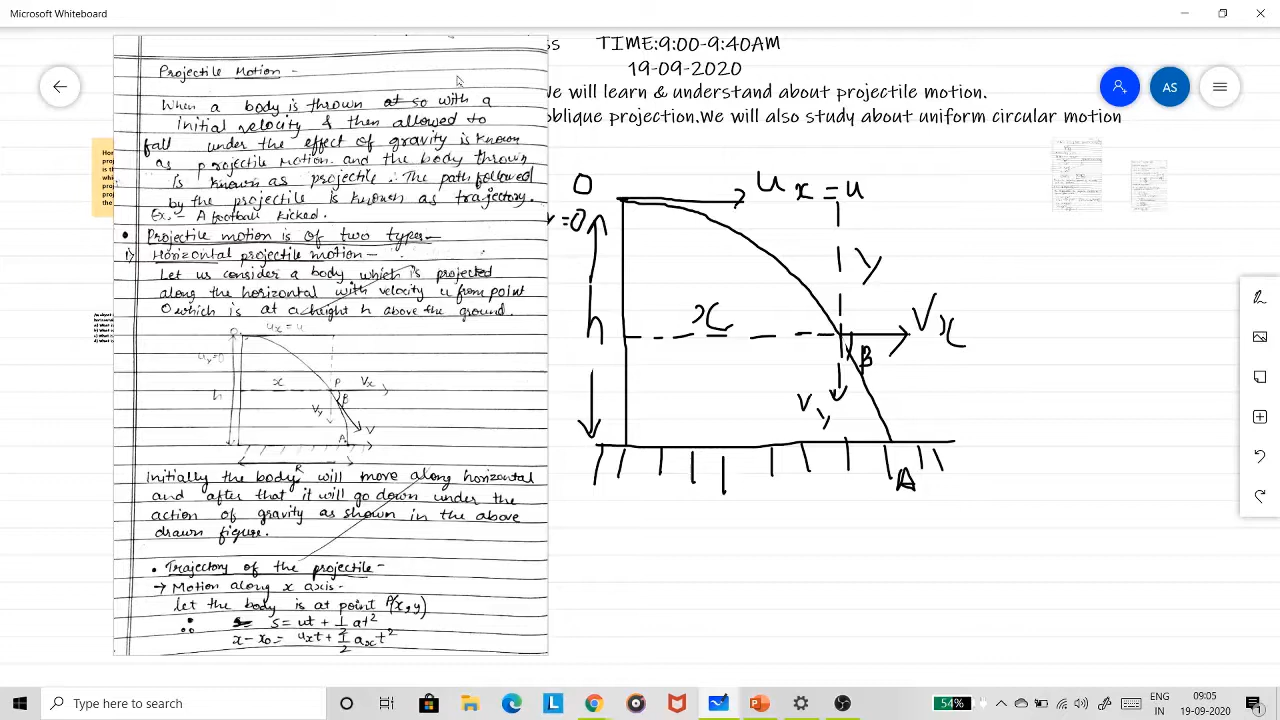 Microsoft Whiteboard
ss TIME:9:00-9:40AM
19-09-2020
We will learn & understand about projectile motion.
oblique projection.We will also study about uniform circular motion
AS
Projectile Motion -
When a body is thrown at so with a
initial velocity & then allowed to
fall under the effect of gravity is known
as projectile motion and the body thrown
is known as projectile. The path followed
by the projectile is known as trajectory.
Ex:- A football kicked.
• Projectile motion is of two types-
1) Horizontal projectile motion-
Let us consider a body which is projected
along the horizontal with velocity u from point
O which is at a height h above the ground.
O ux = u
uy=0
h
x P Vx
Vy β
V
A
R
Initially the body will move along horizontal
and after that it will go down under the
action of gravity as shown in the above
drawn figure.
• Trajectory of the projectile-
→ Motion along x axis-
let the body is at point P(x,y)
∴ S = ut + 1/2 at²
x-x₀= uxt + 1/2 axt²
O ux=u
y=0
y
h
x Vx
β
Vy
A
Type here to search
54%
ENG
IN
09:05
19-09-2020